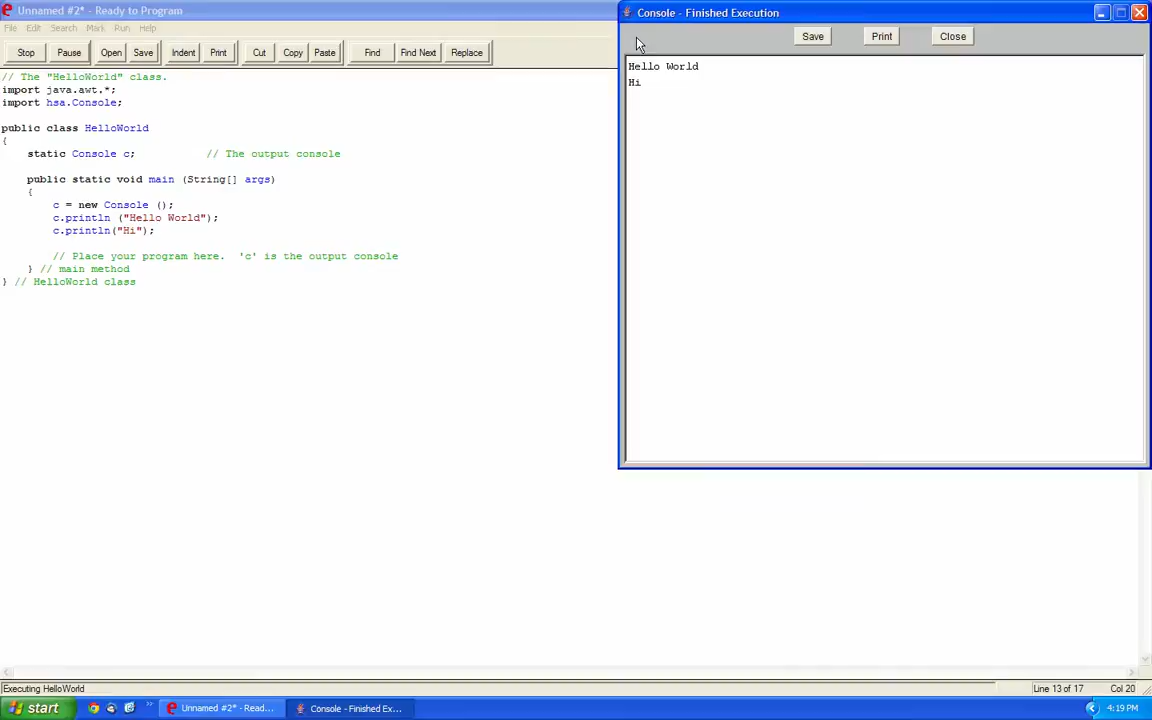 Unnamed #2* - Ready to Program
File Edit Search Mark Run Help
Stop Pause Open Save Indent Print Cut Copy Paste Find Find Next Replace
// The "HelloWorld" class.
import java.awt.*;
import hsa.Console;
public class HelloWorld
{
static Console c; // The output console
public static void main (String[] args)
{
c = new Console ();
c.println ("Hello World");
c.println("Hi");
// Place your program here. 'c' is the output console
} // main method
} // HelloWorld class
Console - Finished Execution
Save Print Close
Hello World
Hi
Executing HelloWorld
Line 13 of 17 Col 20
start
Unnamed #2* - Read...
Console - Finished Ex...
4:19 PM